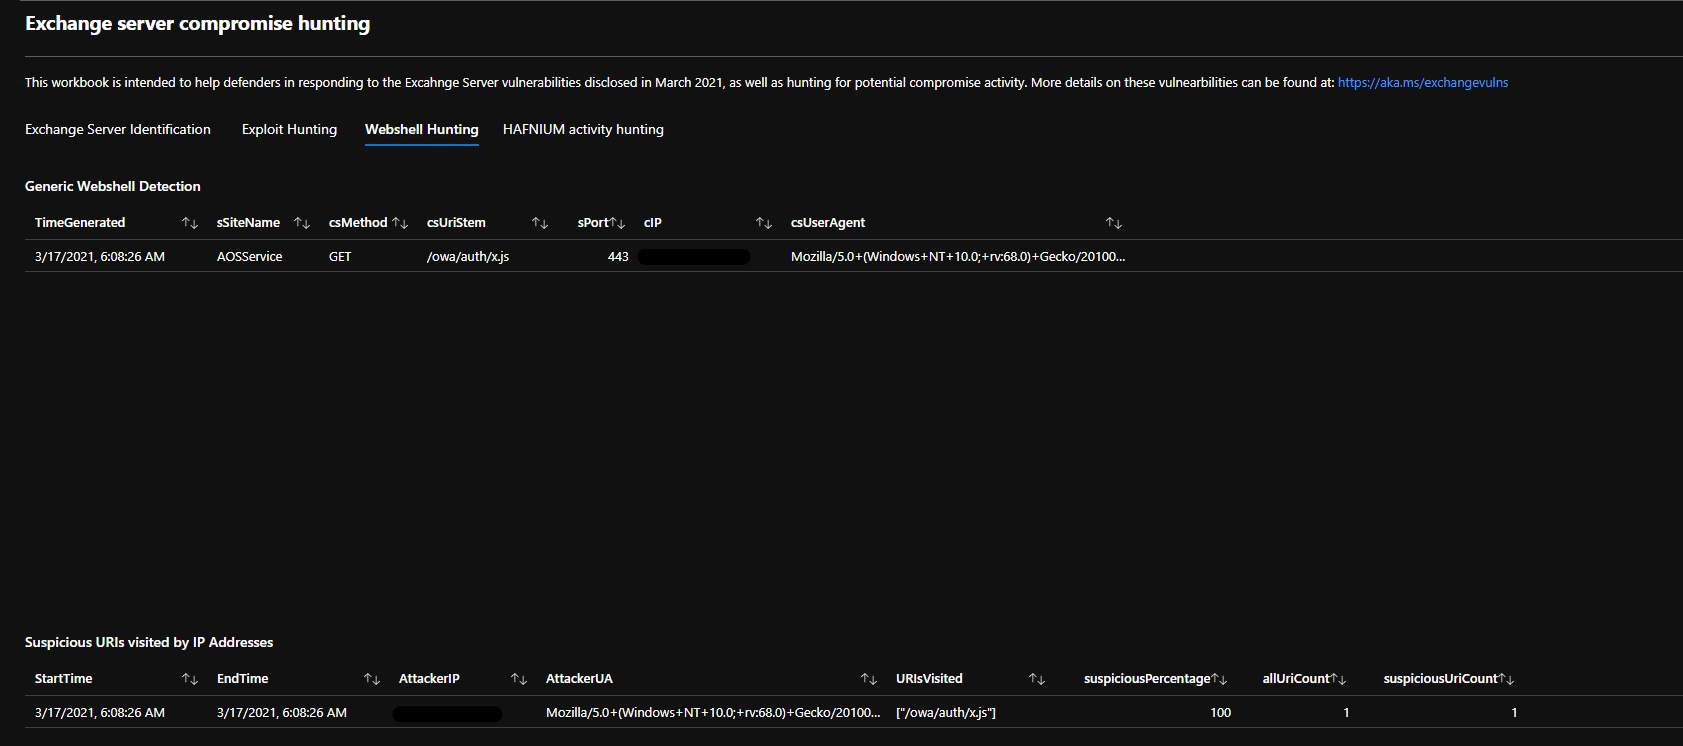 Exchange server compromise hunting
This workbook is intended to help defenders in responding to the Excahnge Server vulnerabilities disclosed in March 2021, as well as hunting for potential compromise activity. More details on these vulnearbilities can be found at: https://aka.ms/exchangevulns
Exchange Server Identification Exploit Hunting Webshell Hunting HAFNIUM activity hunting
Generic Webshell Detection
TimeGenerated sSiteName csMethod csUriStem sPort cIP csUserAgent
3/17/2021, 6:08:26 AM AOSService GET /owa/auth/x.js 443 Mozilla/5.0+(Windows+NT+10.0;+rv:68.0)+Gecko/20100...
Suspicious URIs visited by IP Addresses
StartTime EndTime AttackerIP AttackerUA URIsVisited suspiciousPercentage allUriCount suspiciousUriCount
3/17/2021, 6:08:26 AM 3/17/2021, 6:08:26 AM Mozilla/5.0+(Windows+NT+10.0;+rv:68.0)+Gecko/20100... ["/owa/auth/x.js"] 100 1 1